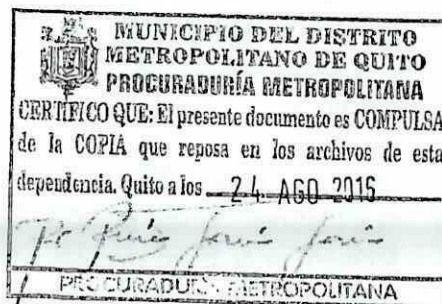 MUNICIPIO DEL DISTRITO
METROPOLITANO DE QUITO
PROCURADURÍA METROPOLITANA
CERTIFICO QUE: El presente documento es COMPULSA
de la COPIA que reposa en los archivos de esta
dependencia. Quito a los 24 AGO 2016
PROCURADURÍA METROPOLITANA